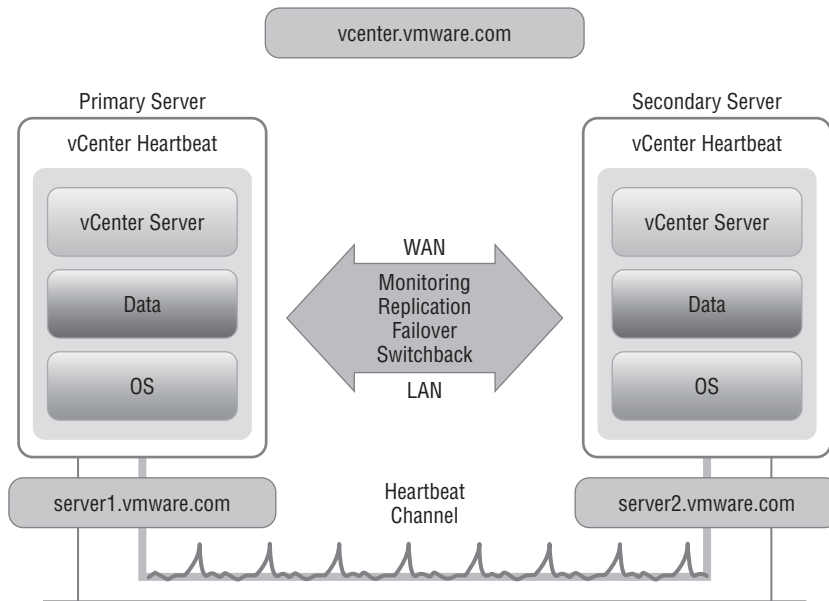 vcenter.vmware.com
Primary Server
Secondary Server
vCenter Heartbeat
vCenter Heartbeat
vCenter Server
Data
OS
WAN
Monitoring
Replication
Failover
Switchback
LAN
vCenter Server
Data
OS
server1.vmware.com
Heartbeat
Channel
server2.vmware.com